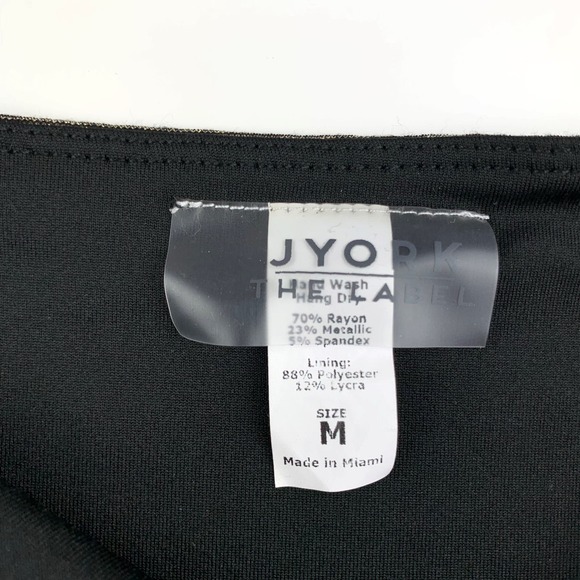 JYORK
THE LABEL
Hand Wash
Hang Dry
70% Rayon
23% Metallic
5% Spandex
Lining:
88% Polyester
12% Lycra
SIZE
M
Made in Miami